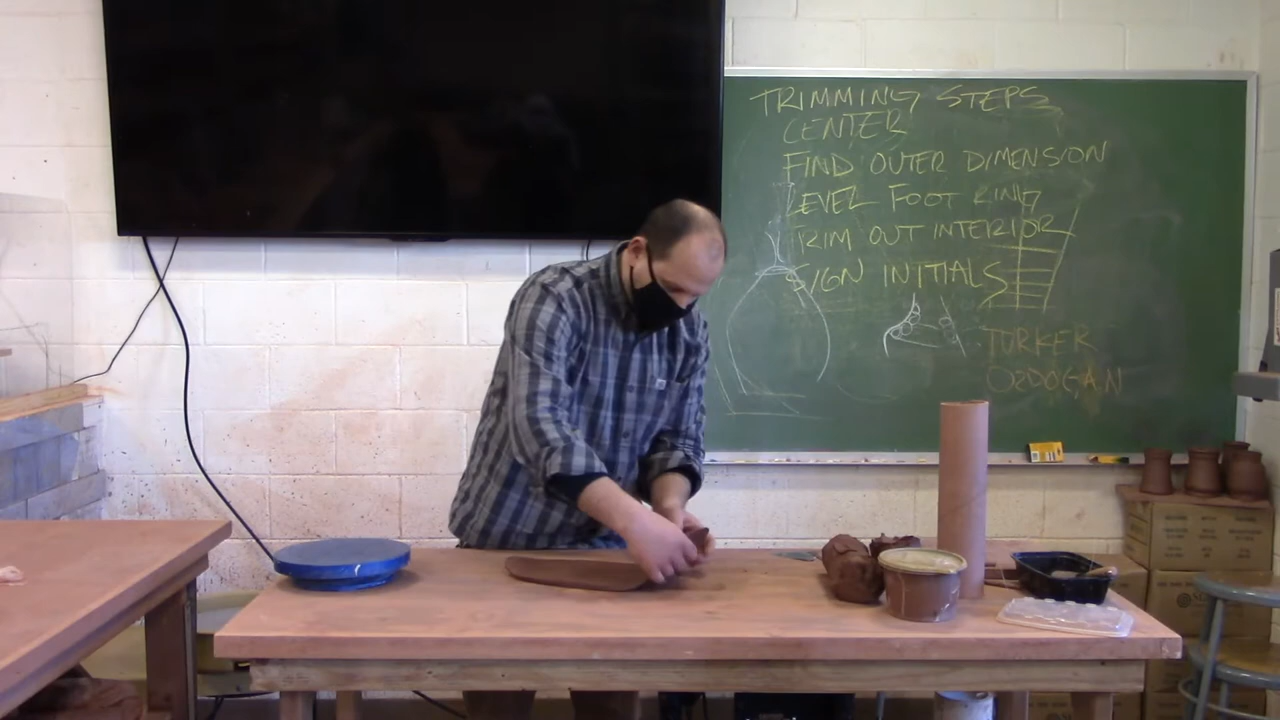 TRIMMING STEPS
CENTER
FIND OUTER DIMENSION
LEVEL FOOT RING
TRIM OUT INTERIOR
SIGN INITIALS
TURKER
OZDOGAN